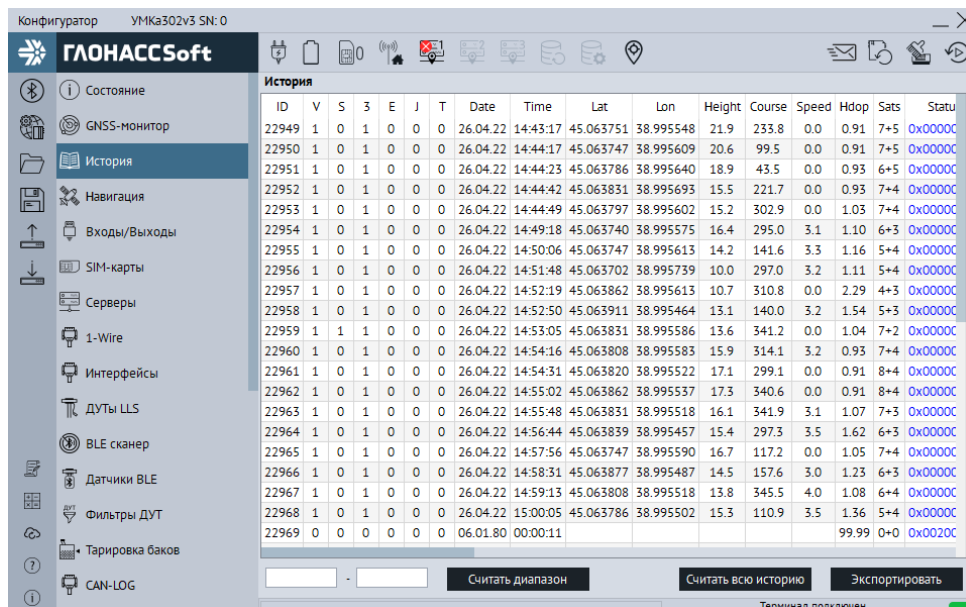 Конфигуратор УМКа302v3 SN: 0
ГЛОНАССSoft
0
1
История
Состояние
GNSS-монитор
История
Навигация
Входы/Выходы
SIM-карты
Серверы
1-Wire
Интерфейсы
ДУТы LLS
BLE сканер
Датчики BLE
Фильтры ДУТ
Тарировка баков
CAN-LOG
ID V S 3 E J T Date Time Lat Lon Height Course Speed Hdop Sats Statu
22949 1 0 1 0 0 0 26.04.22 14:43:17 45.063751 38.995548 21.9 233.8 0.0 0.91 7+5 0x00000
22950 1 0 1 0 0 0 26.04.22 14:44:17 45.063747 38.995609 20.6 99.5 0.0 0.91 7+5 0x00000
22951 1 0 1 0 0 0 26.04.22 14:44:23 45.063786 38.995640 18.9 43.5 0.0 0.93 6+5 0x00000
22952 1 0 1 0 0 0 26.04.22 14:44:42 45.063831 38.995693 15.5 221.7 0.0 0.93 7+4 0x00000
22953 1 0 1 0 0 0 26.04.22 14:44:49 45.063797 38.995602 15.2 302.9 0.0 1.03 7+4 0x00000
22954 1 0 1 0 0 0 26.04.22 14:49:18 45.063740 38.995575 16.4 295.0 3.1 1.10 6+3 0x00000
22955 1 0 1 0 0 0 26.04.22 14:50:06 45.063747 38.995613 14.2 141.6 3.3 1.16 5+4 0x00000
22956 1 0 1 0 0 0 26.04.22 14:51:48 45.063702 38.995739 10.0 297.0 3.2 1.11 5+4 0x00000
22957 1 0 1 0 0 0 26.04.22 14:52:19 45.063862 38.995613 10.7 310.8 0.0 2.29 4+3 0x00000
22958 1 0 1 0 0 0 26.04.22 14:52:50 45.063911 38.995464 13.1 140.0 3.2 1.54 5+3 0x00000
22959 1 1 1 0 0 0 26.04.22 14:53:05 45.063831 38.995586 13.6 341.2 0.0 1.04 7+2 0x00000
22960 1 0 1 0 0 0 26.04.22 14:54:16 45.063808 38.995583 15.9 314.1 3.2 0.93 7+4 0x00000
22961 1 0 1 0 0 0 26.04.22 14:54:31 45.063820 38.995522 17.1 299.1 0.0 0.91 8+4 0x00000
22962 1 0 1 0 0 0 26.04.22 14:55:02 45.063862 38.995537 17.3 340.6 0.0 0.91 8+4 0x00000
22963 1 0 1 0 0 0 26.04.22 14:55:48 45.063831 38.995518 16.1 341.9 3.1 1.07 7+3 0x00000
22964 1 0 1 0 0 0 26.04.22 14:56:44 45.063839 38.995457 15.4 297.3 3.5 1.62 6+3 0x00000
22965 1 0 1 0 0 0 26.04.22 14:57:56 45.063747 38.995590 16.7 117.2 0.0 1.05 7+4 0x00000
22966 1 0 1 0 0 0 26.04.22 14:58:31 45.063877 38.995487 14.5 157.6 3.0 1.23 6+3 0x00000
22967 1 0 1 0 0 0 26.04.22 14:59:13 45.063808 38.995518 13.8 345.5 4.0 1.08 6+4 0x00000
22968 1 0 1 0 0 0 26.04.22 15:00:05 45.063786 38.995502 15.3 110.9 3.5 1.36 5+4 0x00000
22969 0 0 0 0 0 0 06.01.80 00:00:11 99.99 0+0 0x00200
- Считать диапазон Считать всю историю Экспортировать
Терминал подключен